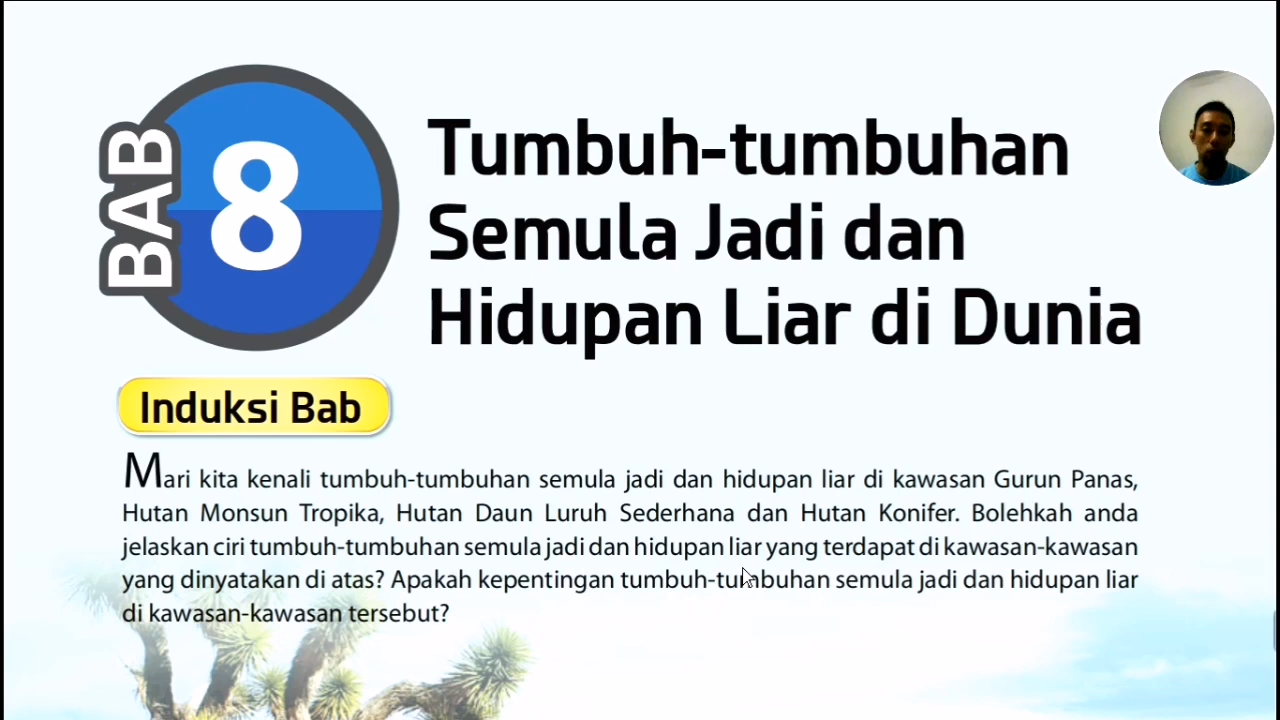 BAB 8
Tumbuh-tumbuhan
Semula Jadi dan
Hidupan Liar di Dunia
Induksi Bab
Mari kita kenali tumbuh-tumbuhan semula jadi dan hidupan liar di kawasan Gurun Panas,
Hutan Monsun Tropika, Hutan Daun Luruh Sederhana dan Hutan Konifer. Bolehkah anda
jelaskan ciri tumbuh-tumbuhan semula jadi dan hidupan liar yang terdapat di kawasan-kawasan
yang dinyatakan di atas? Apakah kepentingan tumbuh-tumbuhan semula jadi dan hidupan liar
di kawasan-kawasan tersebut?